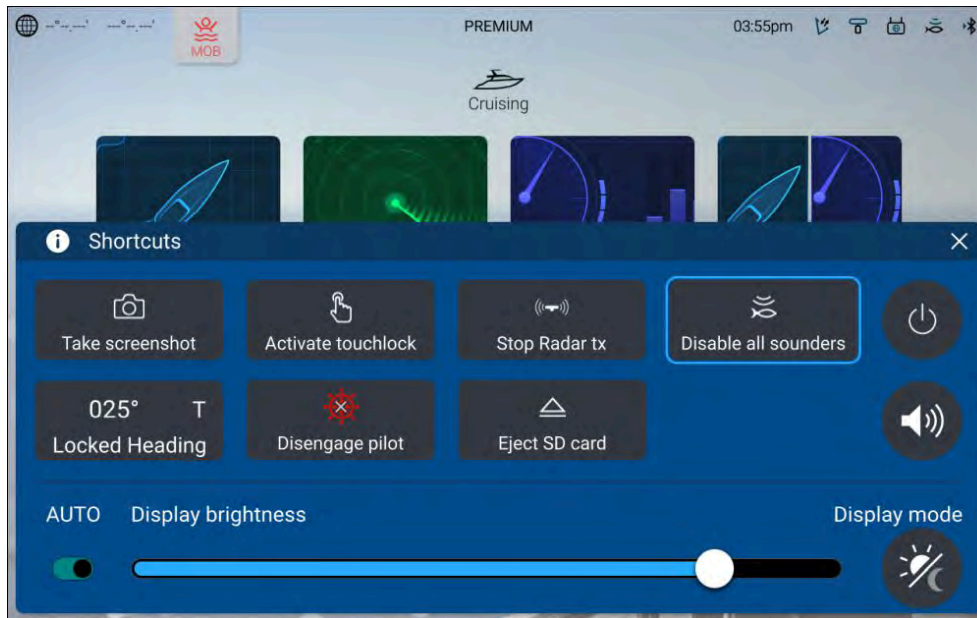 --°--.---' ---°--.---'
MOB
PREMIUM
03:55pm
Cruising
Shortcuts
Take screenshot
Activate touchlock
Stop Radar tx
Disable all sounders
025° T
Locked Heading
Disengage pilot
Eject SD card
AUTO
Display brightness
Display mode